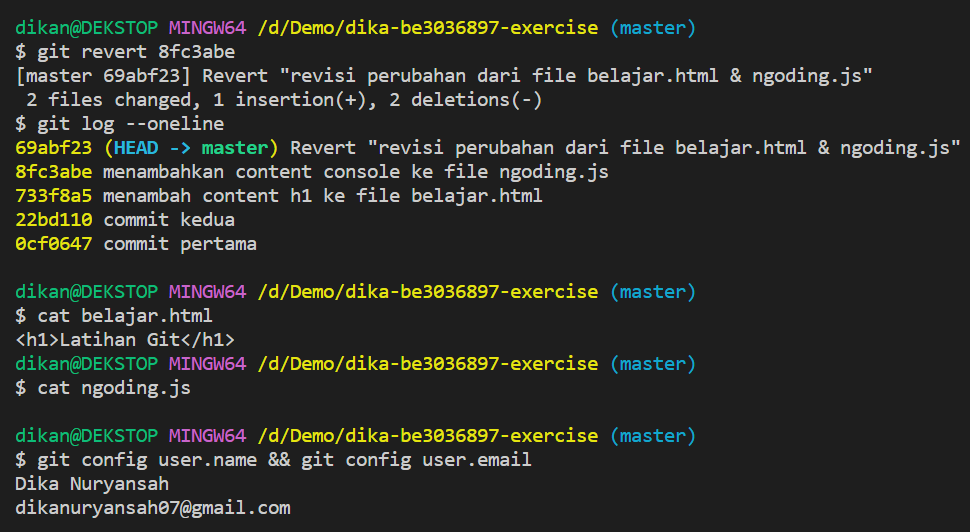 dikan@DEKSTOP MINGW64 /d/Demo/dika-be3036897-exercise (master)
$ git revert 8fc3abe
[master 69abf23] Revert "revisi perubahan dari file belajar.html & ngoding.js"
 2 files changed, 1 insertion(+), 2 deletions(-)
$ git log --oneline
69abf23 (HEAD -> master) Revert "revisi perubahan dari file belajar.html & ngoding.js"
8fc3abe menambahkan content console ke file ngoding.js
733f8a5 menambah content h1 ke file belajar.html
22bd110 commit kedua
0cf0647 commit pertama

dikan@DEKSTOP MINGW64 /d/Demo/dika-be3036897-exercise (master)
$ cat belajar.html
<h1>Latihan Git</h1>
dikan@DEKSTOP MINGW64 /d/Demo/dika-be3036897-exercise (master)
$ cat ngoding.js

dikan@DEKSTOP MINGW64 /d/Demo/dika-be3036897-exercise (master)
$ git config user.name && git config user.email
Dika Nuryansah
dikanuryansah07@gmail.com